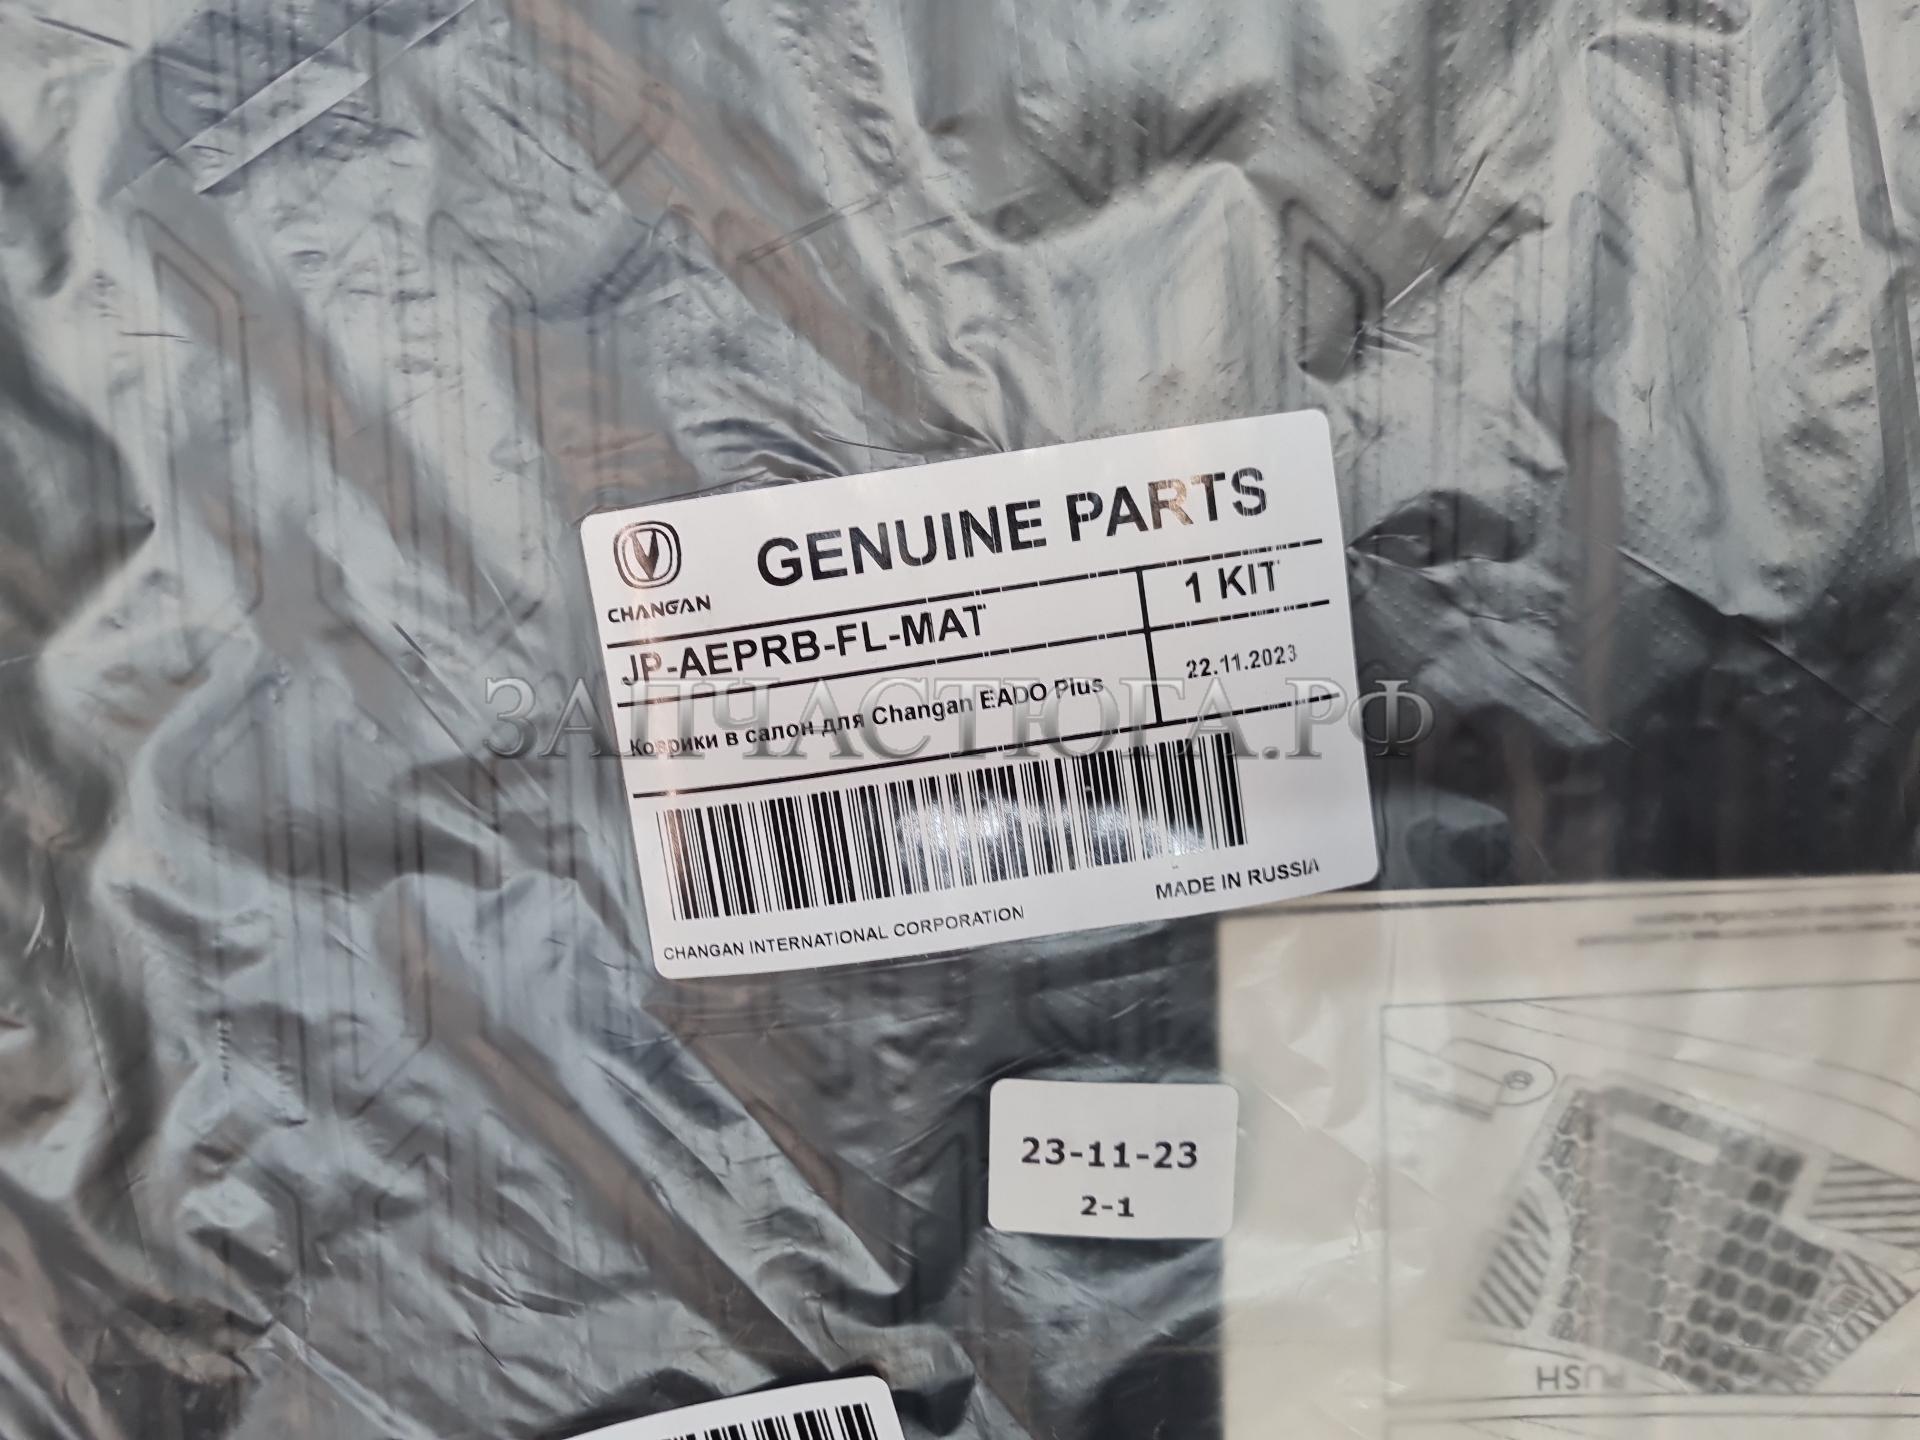 GENUINE PARTS
CHANGAN
JP-AEPRB-FL-MAT
1 KIT
Коврики в салон для Changan EADO Plus
22.11.2023
ЗАПЧАСТЮГА.РФ
CHANGAN INTERNATIONAL CORPORATION
MADE IN RUSSIA
23-11-23
2-1
PUSH